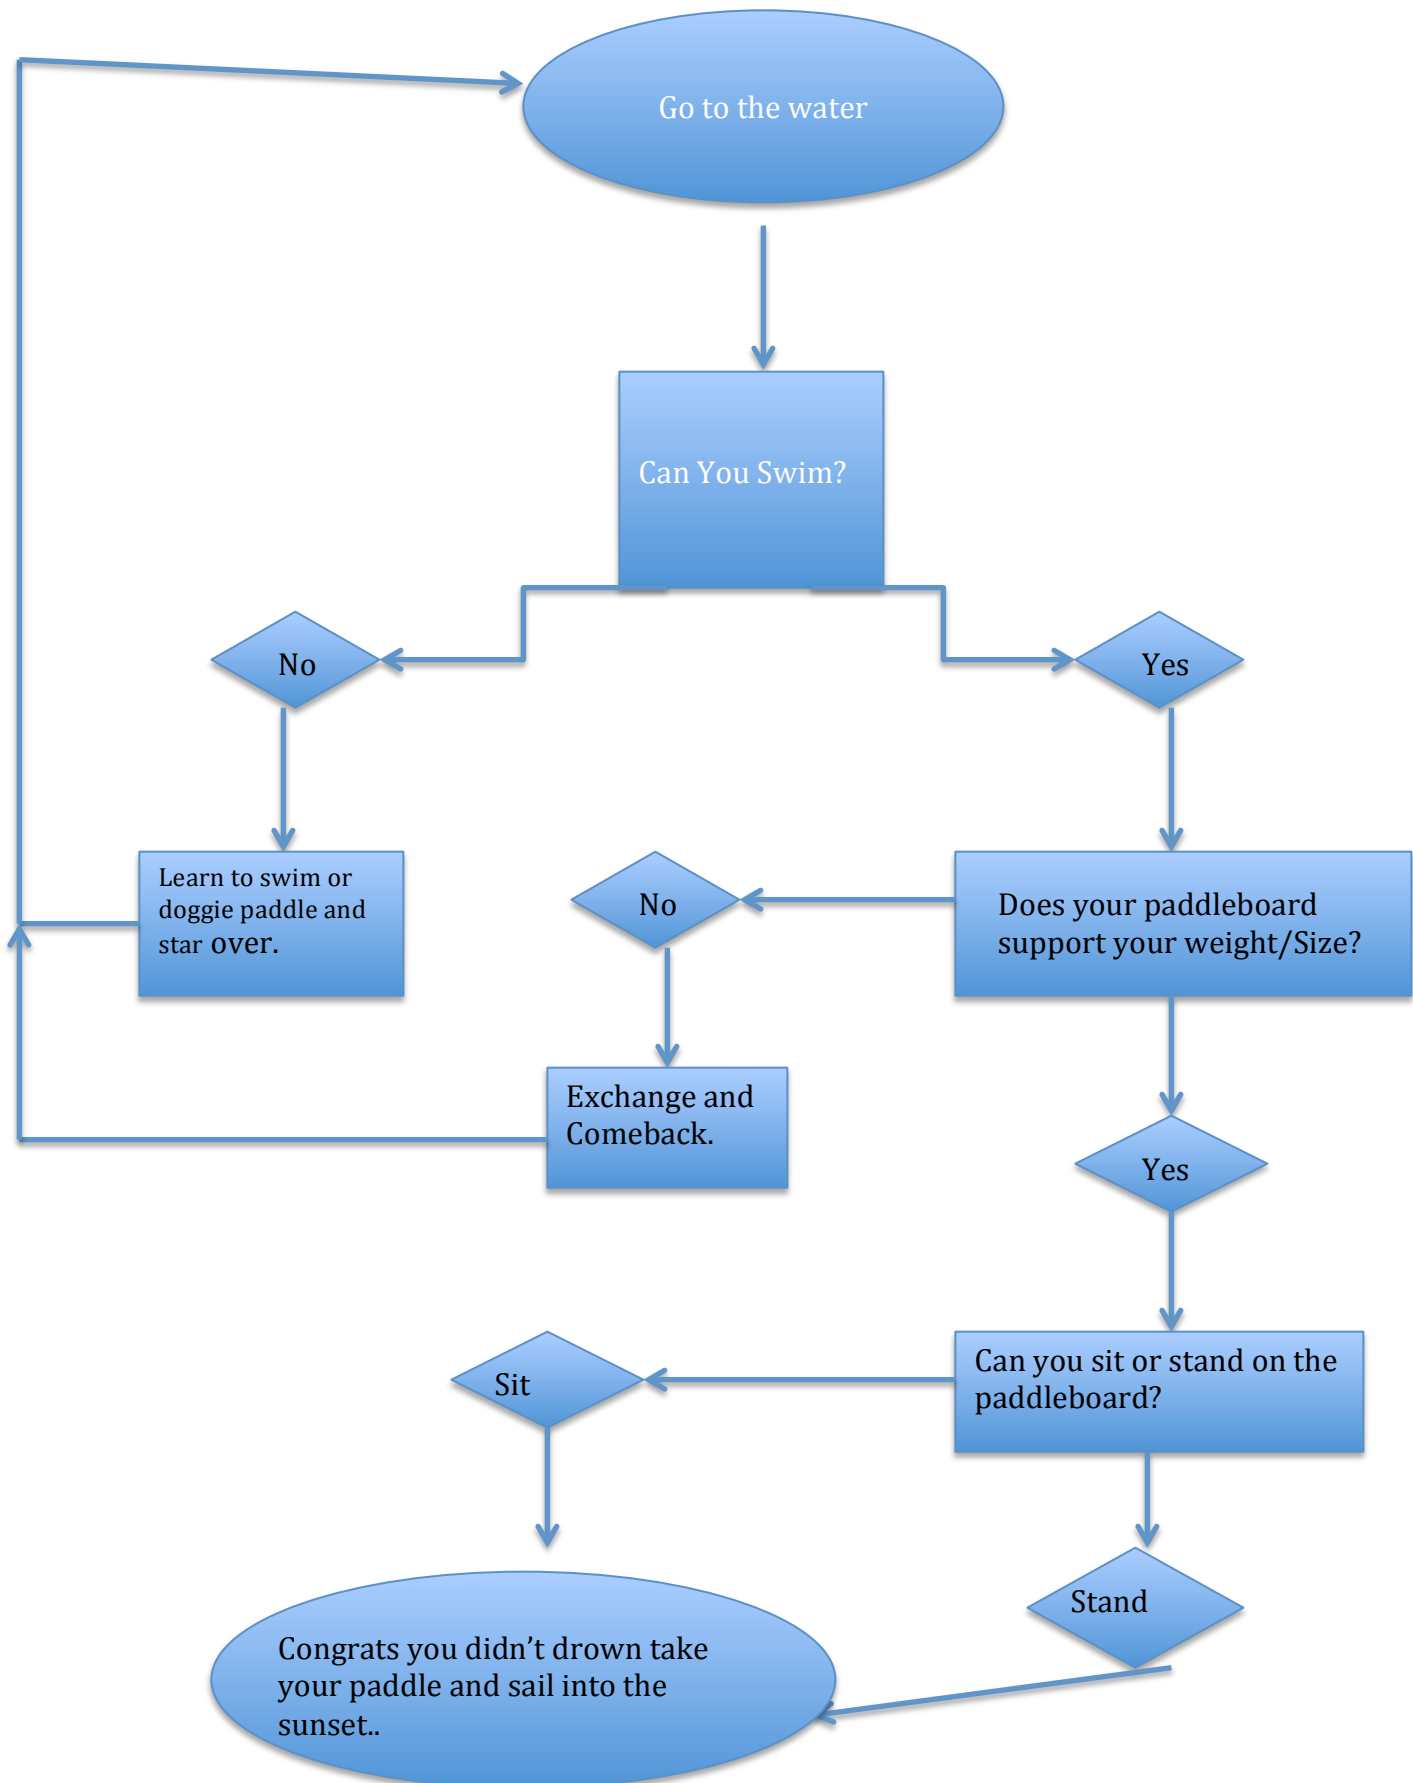 Go to the water
Can You Swim?
No
Yes
Learn to swim or
doggie paddle and
star over.
No
Does your paddleboard
support your weight/Size?
Exchange and
Comeback.
Yes
Sit
Can you sit or stand on the
paddleboard?
Stand
Congrats you didn’t drown take
your paddle and sail into the
sunset..